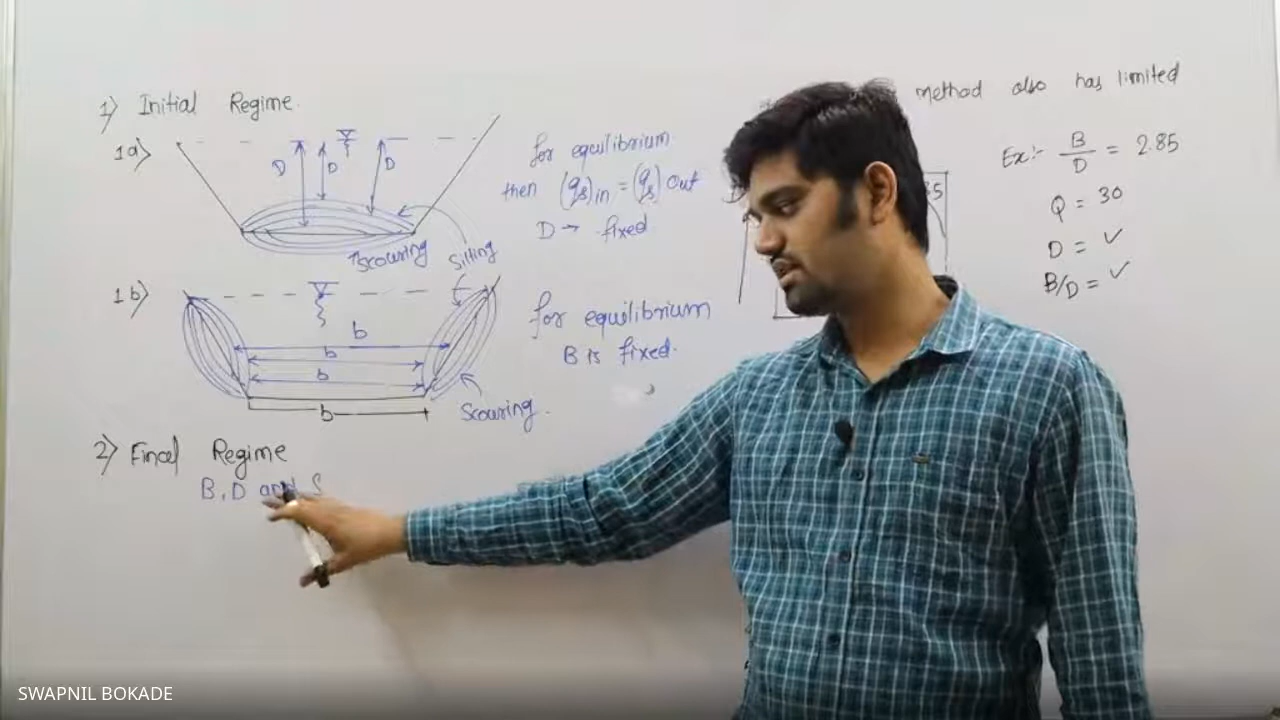 1) Initial Regime.
1a)
D D D
Scouring
Silting
for equilibrium
then (qs)in = (qs) out
D → fixed
1b)
b
b
b
b
Scouring.
for equilibrium
B is fixed.
2) Final Regime
B, D and S
method also has limited
Ex:- B/D = 2.85
Q = 30
D = ✓
B/D = ✓
SWAPNIL BOKADE